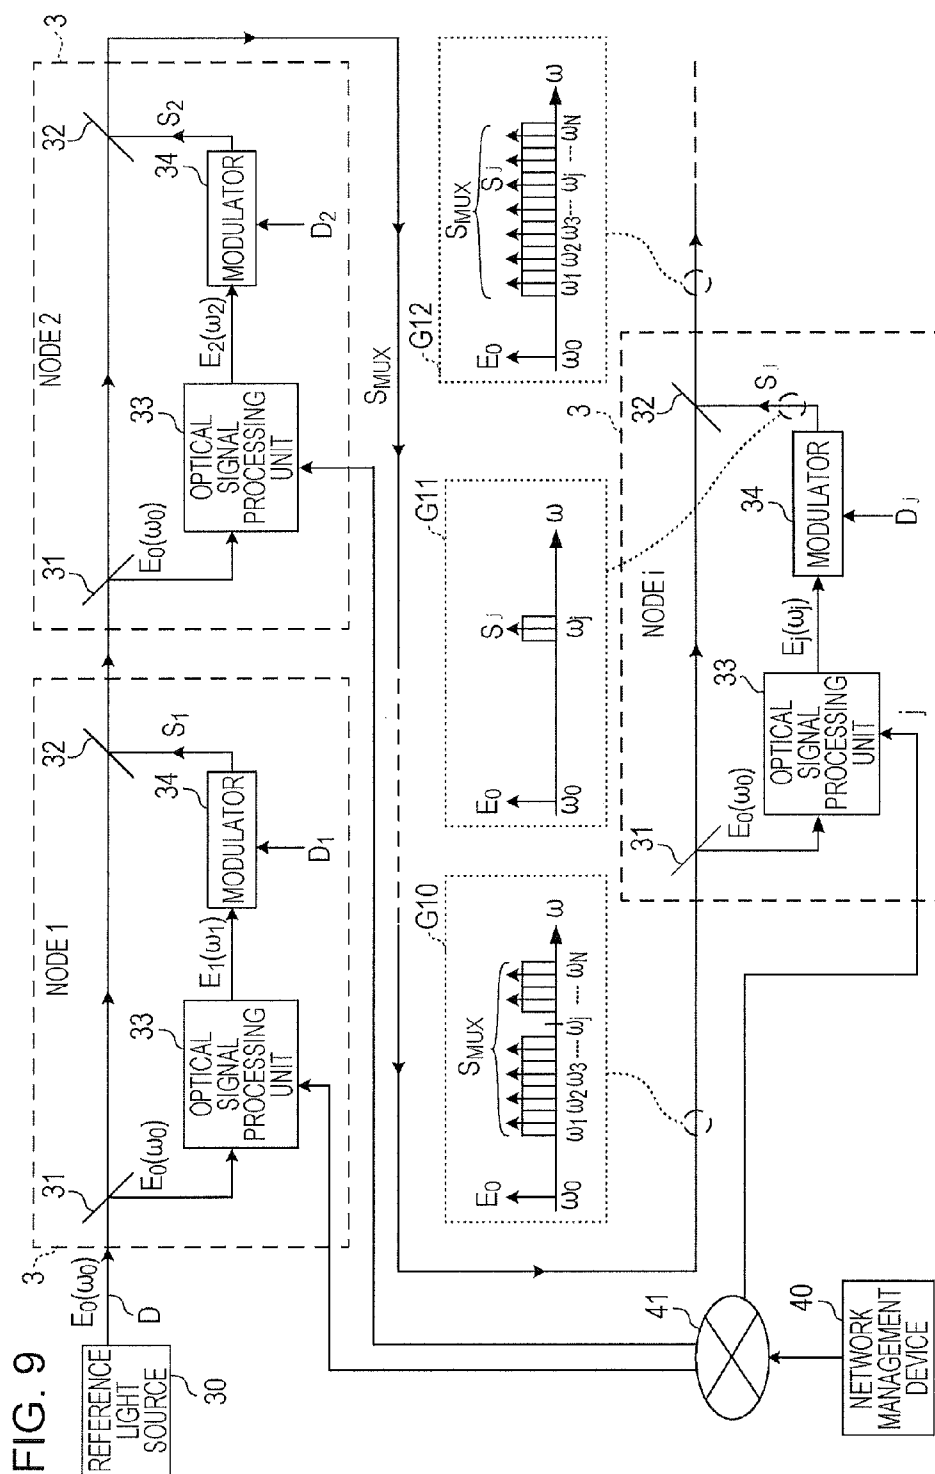 FIG. 9
REFERENCE
LIGHT
SOURCE
30
E0(ω0)
D
3
NODE1
31
E0(ω0)
33
OPTICAL
SIGNAL
PROCESSING
UNIT
E1(ω1)
34
MODULATOR
D1
S1
32
NODE2
3
31
E0(ω0)
33
OPTICAL
SIGNAL
PROCESSING
UNIT
E2(ω2)
34
MODULATOR
D2
S2
32
SMUX
G10
E0
ω0
SMUX
ω1 ω2 ω3 --- ωj --- ωN
ω
G11
E0
ω0
Sj
ωj
ω
G12
E0
ω0
SMUX
Sj
ω1 ω2 ω3 --- ωj --- ωN
ω
NODE i
3
31
E0(ω0)
33
OPTICAL
SIGNAL
PROCESSING
UNIT
j
Ej(ωj)
34
MODULATOR
Dj
Sj
32
41
40
NETWORK
MANAGEMENT
DEVICE